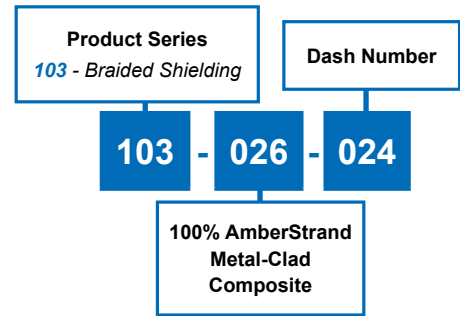 Product Series
103 - Braided Shielding
Dash Number
103 - 026 - 024
100% AmberStrand
Metal-Clad
Composite